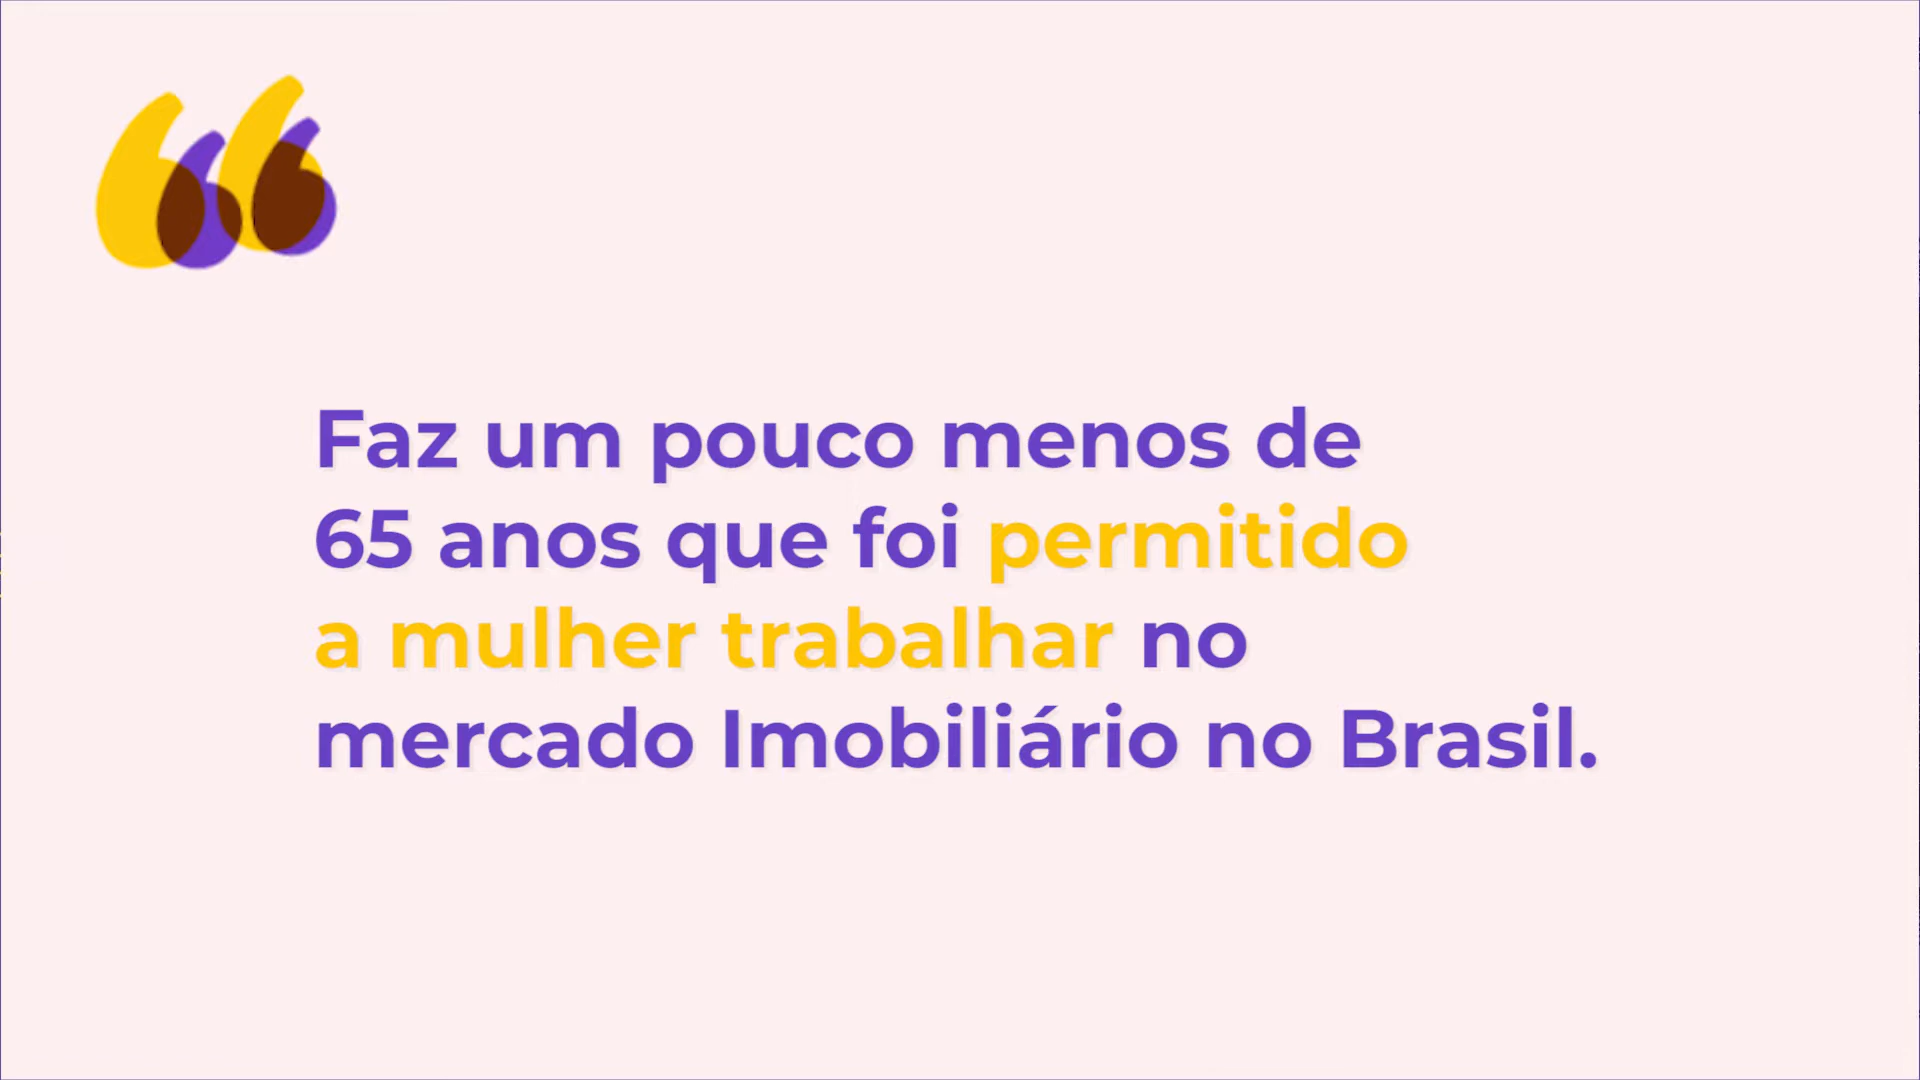 Faz um pouco menos de
65 anos que foi permitido
a mulher trabalhar no
mercado Imobiliário no Brasil.